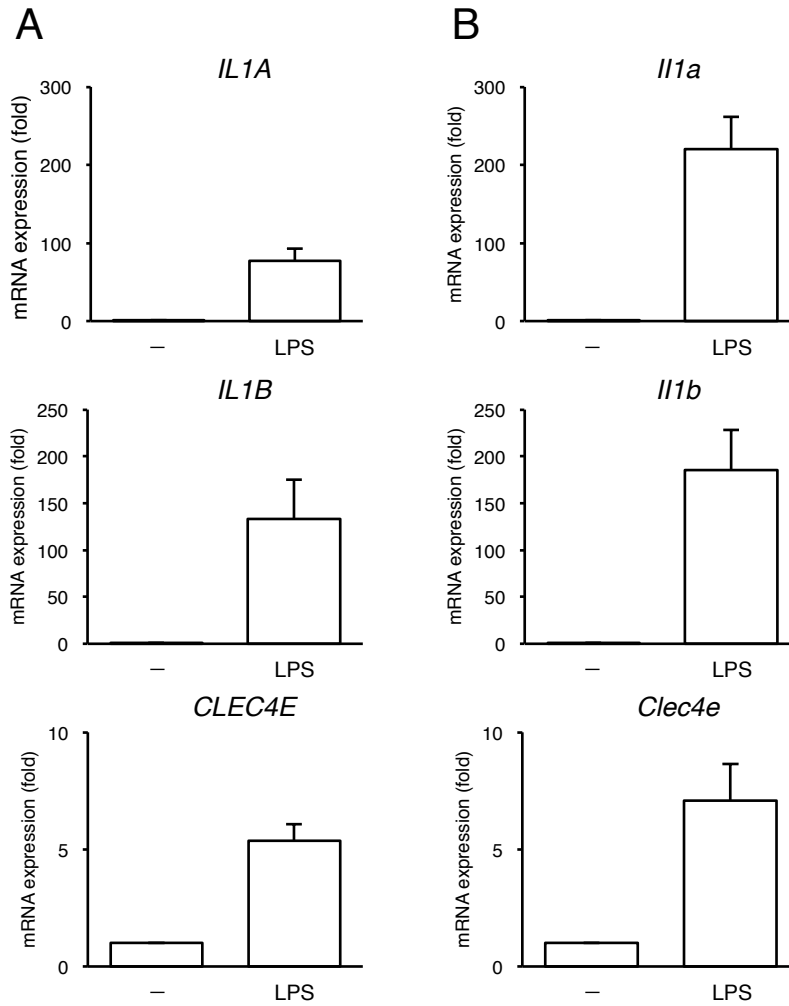 A
B
IL1A
mRNA expression (fold)
300
200
100
0
–
LPS
Il1a
mRNA expression (fold)
300
200
100
0
–
LPS
IL1B
mRNA expression (fold)
250
200
150
100
50
0
–
LPS
Il1b
mRNA expression (fold)
250
200
150
100
50
0
–
LPS
CLEC4E
mRNA expression (fold)
10
5
0
–
LPS
Clec4e
mRNA expression (fold)
10
5
0
–
LPS